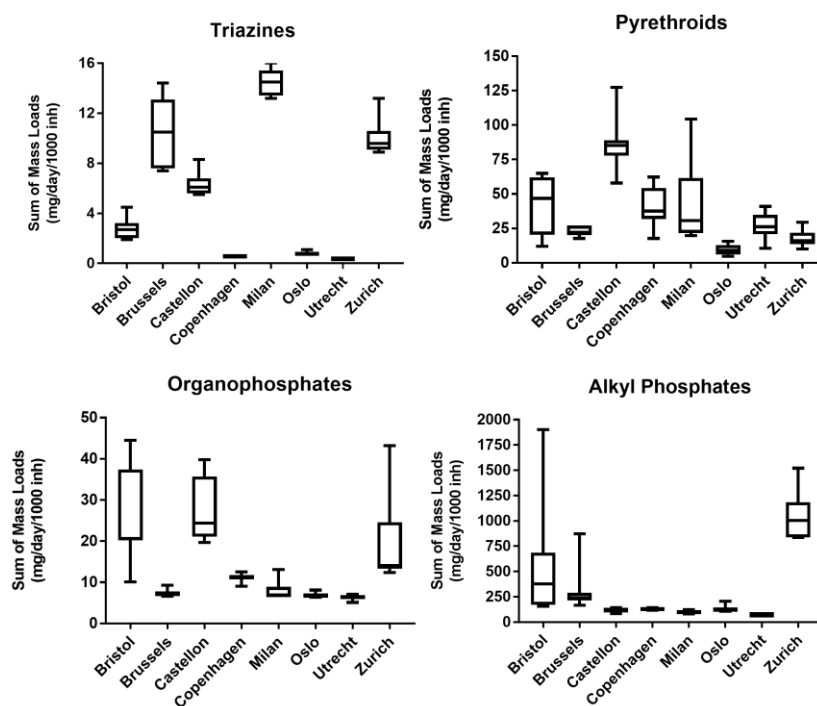 Triazines
Sum of Mass Loads
(mg/day/1000 inh)
16
12
8
4
0
Bristol
Brussels
Castellon
Copenhagen
Milan
Oslo
Utrecht
Zurich
Pyrethroids
Sum of Mass Loads
(mg/day/1000 inh)
150
125
100
75
50
25
0
Bristol
Brussels
Castellon
Copenhagen
Milan
Oslo
Utrecht
Zurich
Organophosphates
Sum of Mass Loads
(mg/day/1000 inh)
50
40
30
20
10
0
Bristol
Brussels
Castellon
Copenhagen
Milan
Oslo
Utrecht
Zurich
Alkyl Phosphates
Sum of Mass Loads
(mg/day/1000 inh)
2000
1750
1500
1250
1000
750
500
250
0
Bristol
Brussels
Castellon
Copenhagen
Milan
Oslo
Utrecht
Zurich